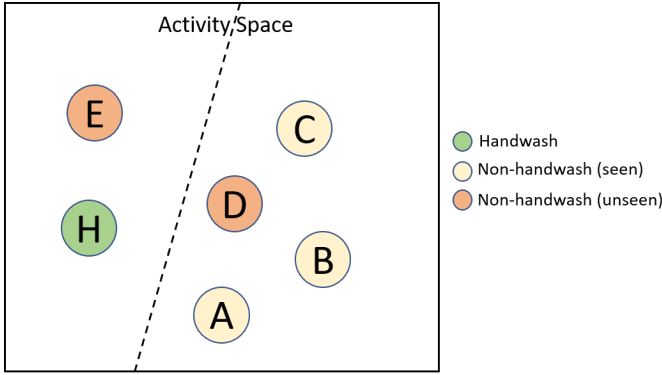 Activity Space
E
C
D
H
B
A
Handwash
Non-handwash (seen)
Non-handwash (unseen)